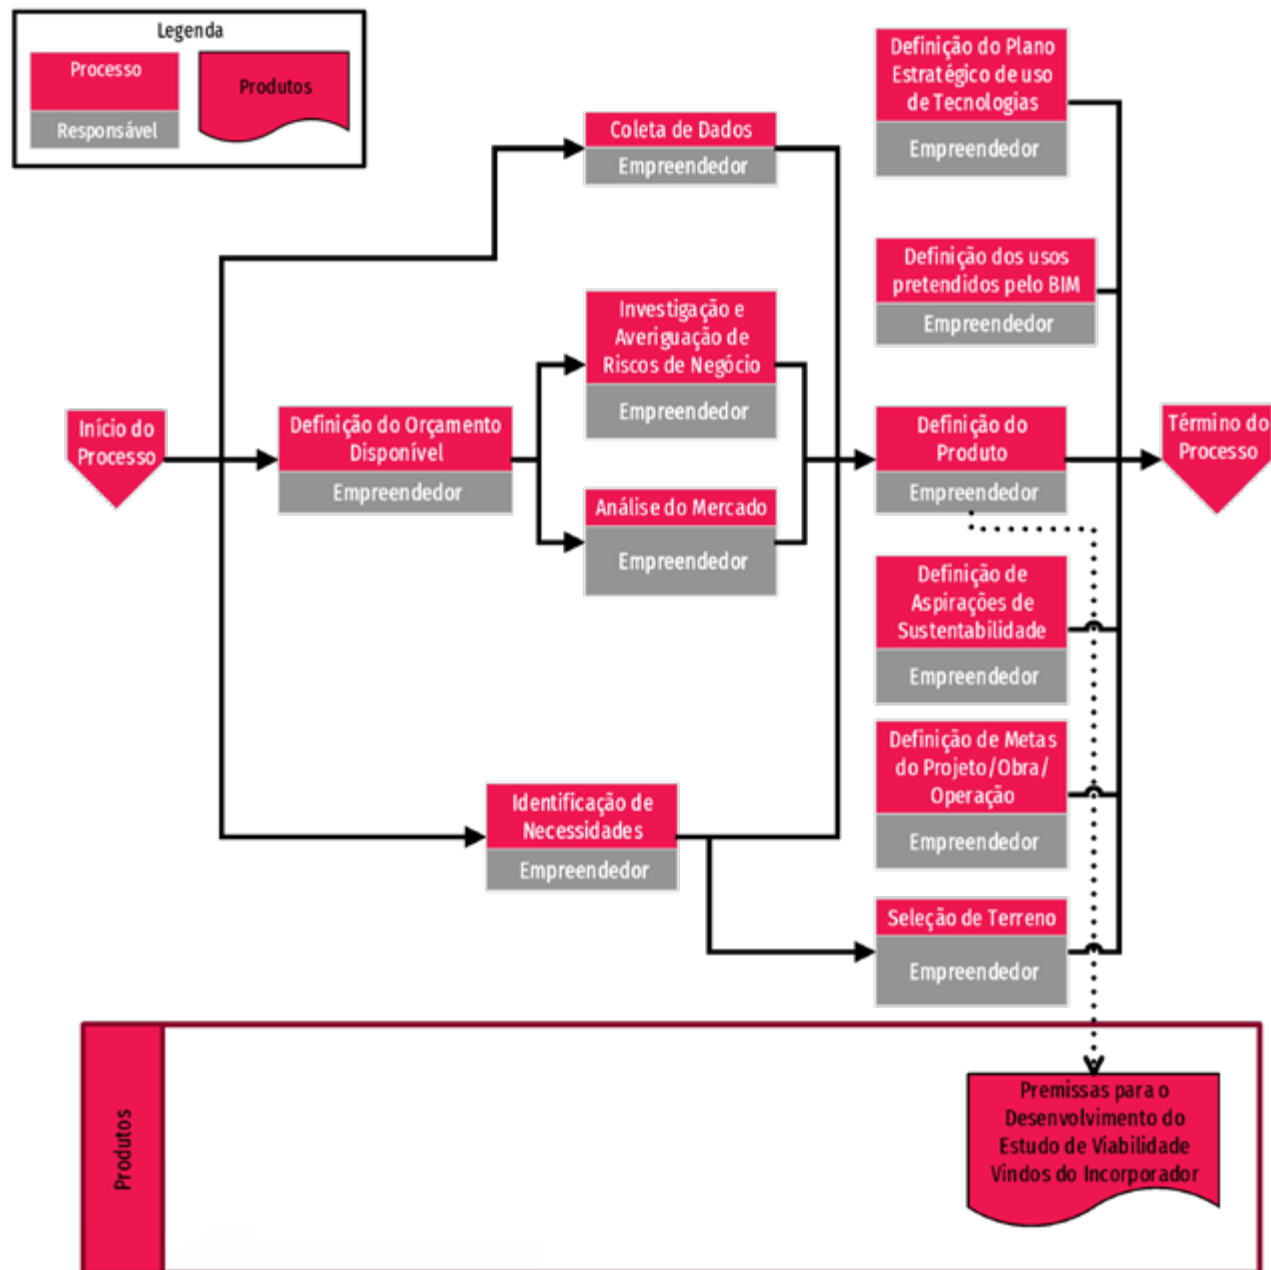 Legenda
Processo
Responsável
Produtos
Início do
Processo
Coleta de Dados
Empreendedor
Definição do Orçamento
Disponível
Empreendedor
Investigação e
Averiguação de
Riscos de Negócio
Empreendedor
Análise do Mercado
Empreendedor
Identificação de
Necessidades
Empreendedor
Definição do Plano
Estratégico de uso
de Tecnologias
Empreendedor
Definição dos usos
pretendidos pelo BIM
Empreendedor
Definição do
Produto
Empreendedor
Definição de
Aspirações de
Sustentabilidade
Empreendedor
Definição de Metas
do Projeto/Obra/
Operação
Empreendedor
Seleção de Terreno
Empreendedor
Término do
Processo
Produtos
Premissas para o
Desenvolvimento do
Estudo de Viabilidade
Vindos do Incorporador